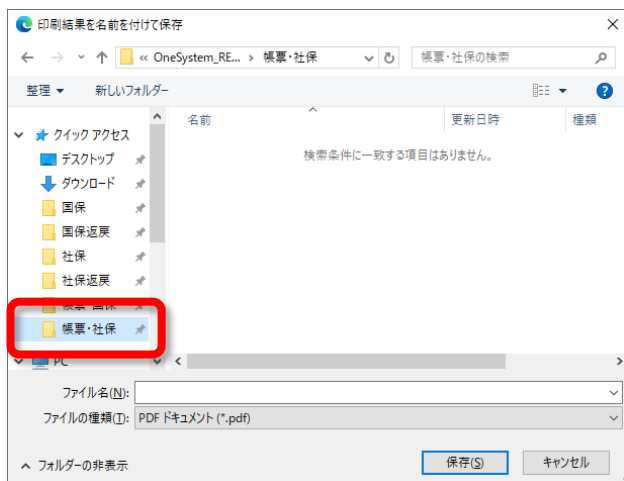 印刷結果を名前を付けて保存
« OneSystem_RE... › 帳票・社保
帳票・社保の検索
整理 新しいフォルダー
名前 更新日時 種類
検索条件に一致する項目はありません。
クイック アクセス
デスクトップ
ダウンロード
国保
国保返戻
社保
社保返戻
帳票・国保
帳票・社保
PC
ファイル名(N):
ファイルの種類(T): PDF ドキュメント (*.pdf)
フォルダーの非表示
保存(S) キャンセル